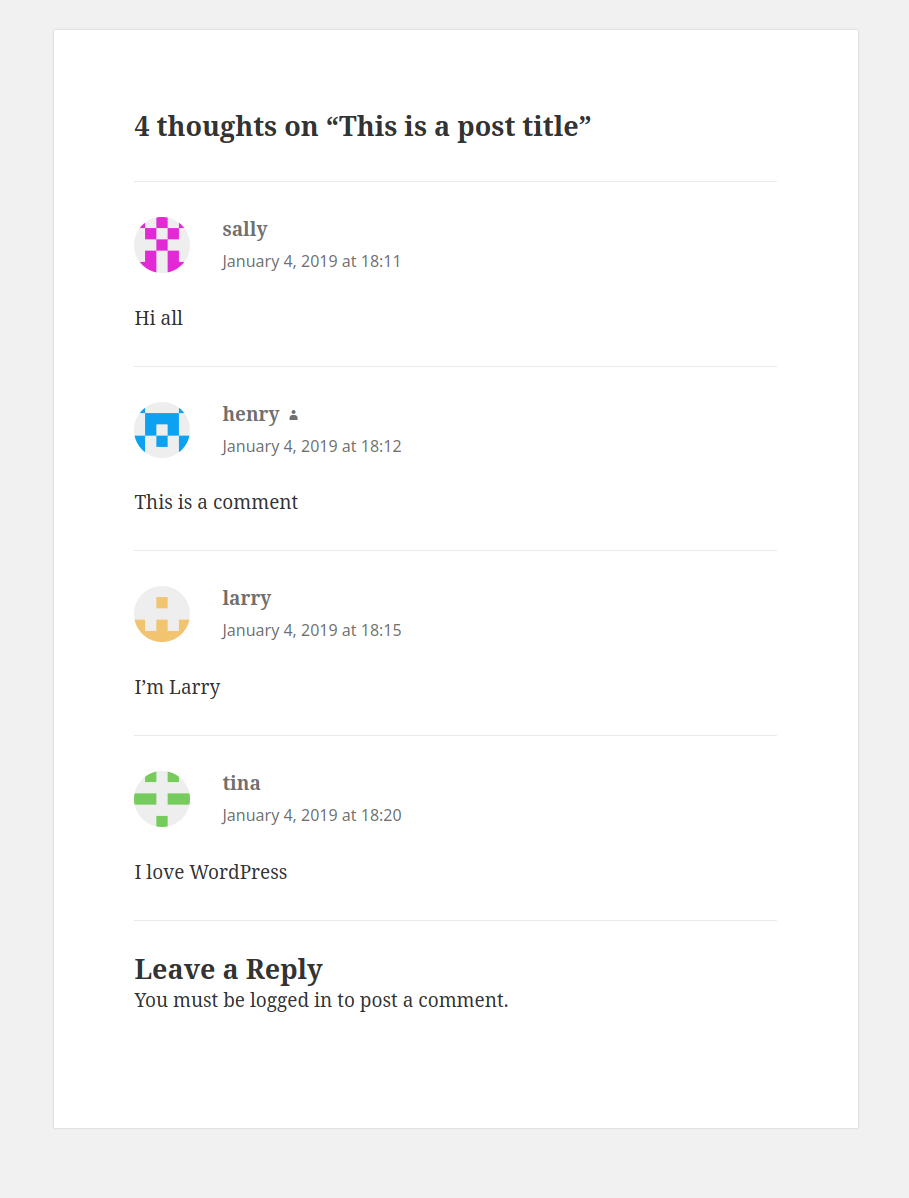 4 thoughts on “This is a post title”
sally
January 4, 2019 at 18:11
Hi all
henry
January 4, 2019 at 18:12
This is a comment
larry
January 4, 2019 at 18:15
I’m Larry
tina
January 4, 2019 at 18:20
I love WordPress
Leave a Reply
You must be logged in to post a comment.